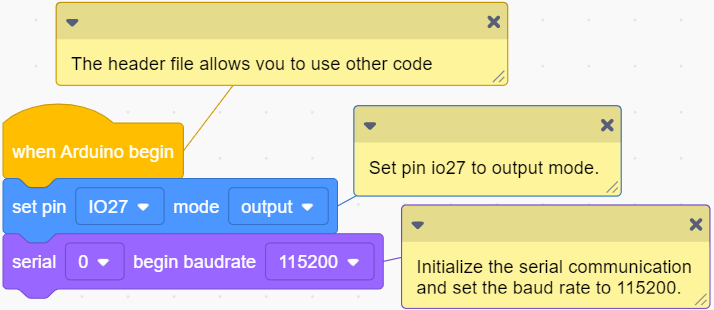 The header file allows you to use other code
when Arduino begin
Set pin io27 to output mode.
set pin IO27 mode output
serial 0 begin baudrate 115200
Initialize the serial communication
and set the baud rate to 115200.